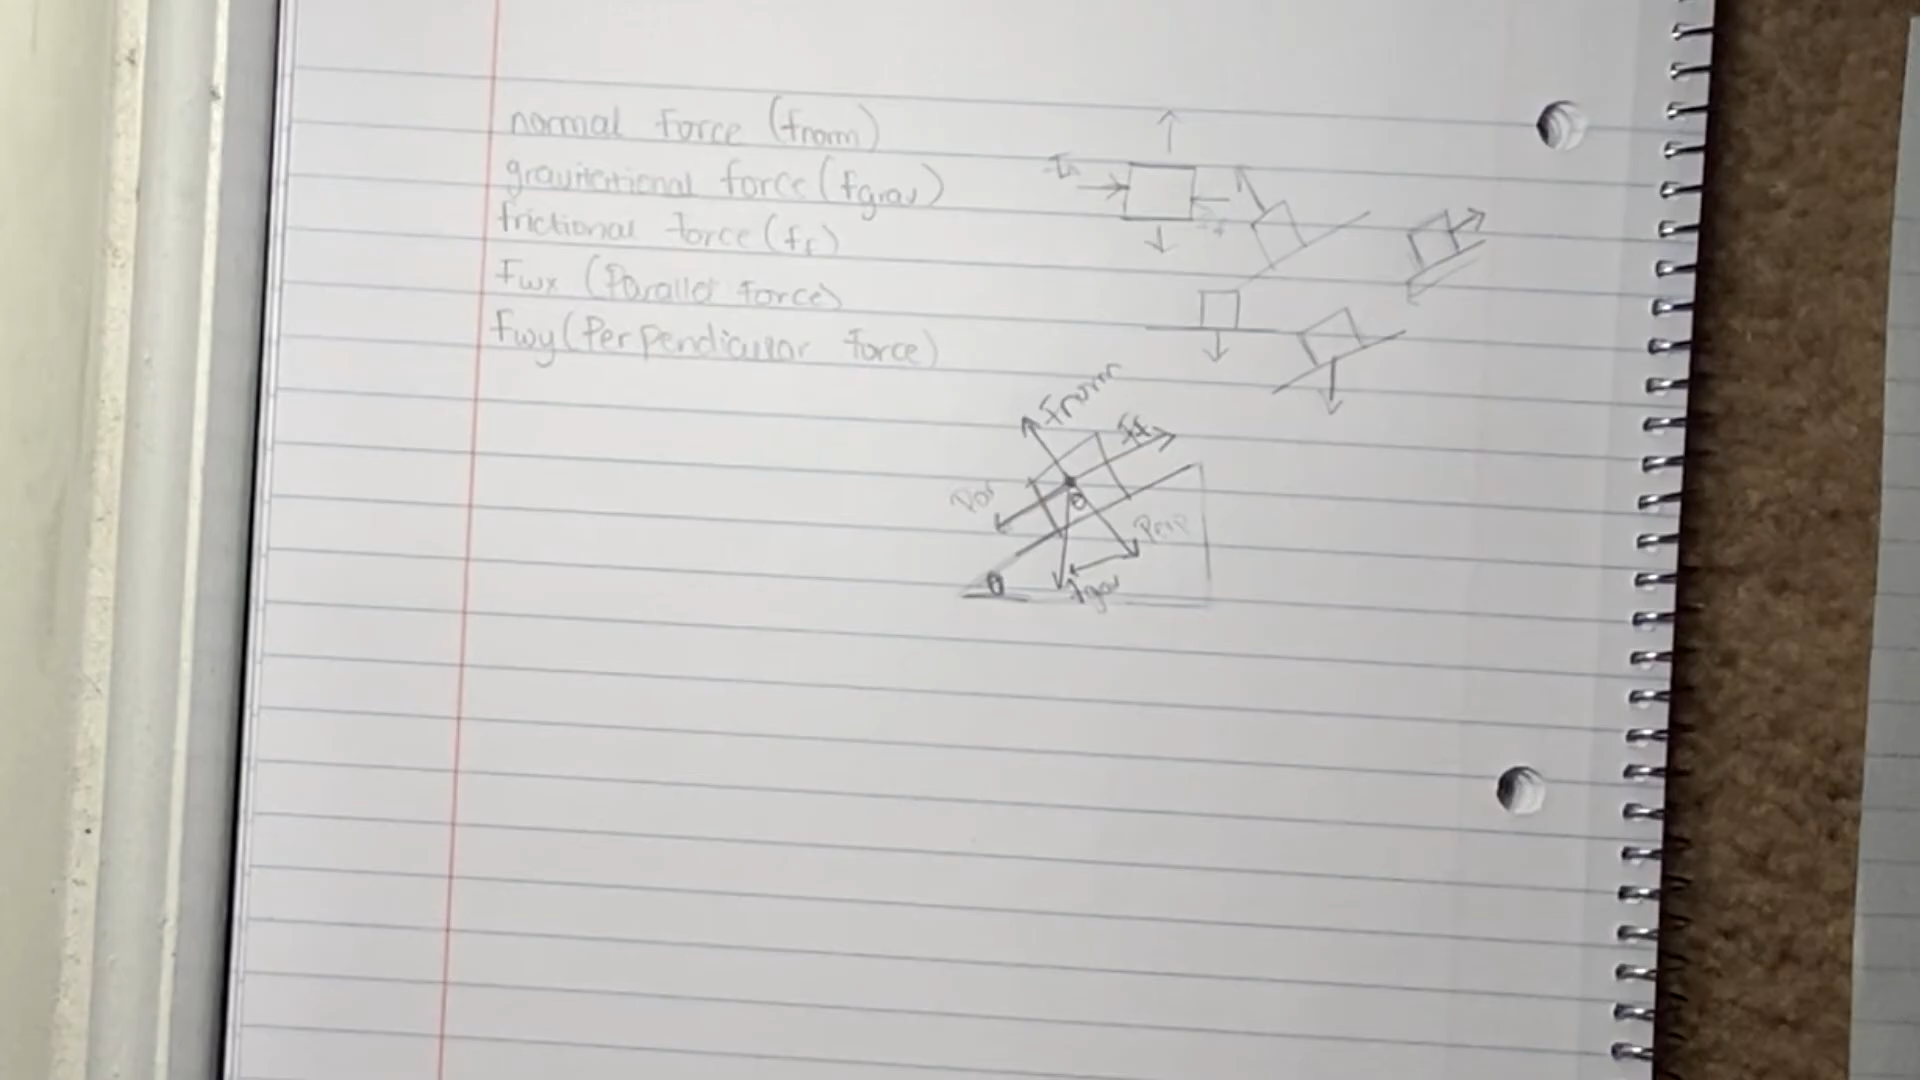 normal force (fnorm)
gravitational force (fgrav)
frictional force (ff)
Fwx (Parallel force)
Fwy (Perpendicular force)
Fnorm
Ff
Par
θ
Perp
θ